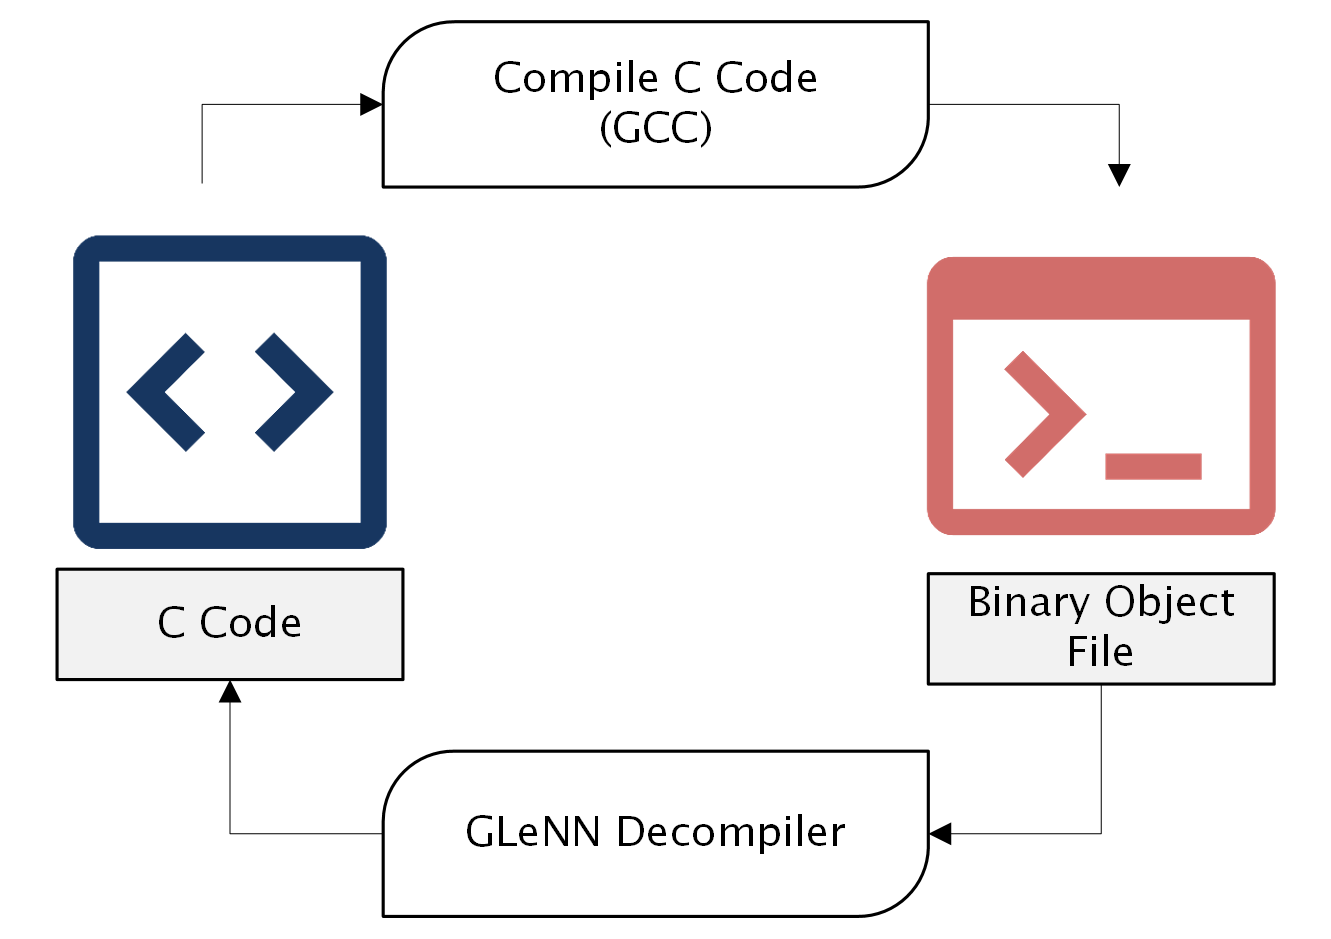 Compile C Code
(GCC)
C Code
Binary Object
File
GLeNN Decompiler